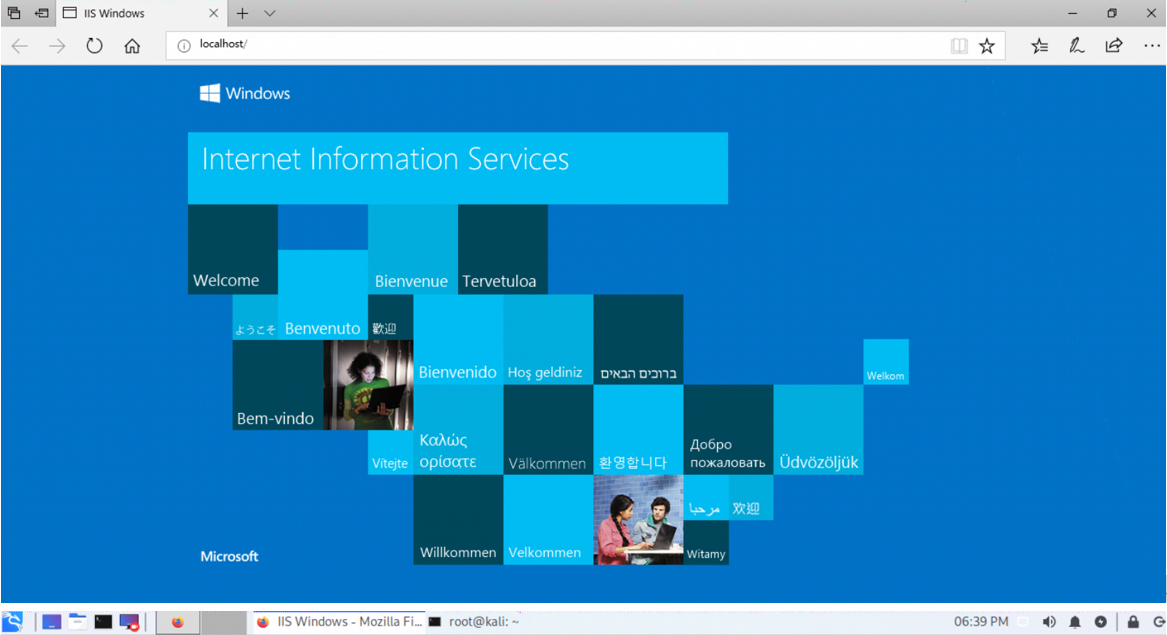 IIS Windows
localhost/
Windows
Internet Information Services
Welcome
Bienvenue
Tervetuloa
ようこそ
Benvenuto
歡迎
Bienvenido
Hoş geldiniz
ברוכים הבאים
Welkom
Bem-vindo
Vítejte
Καλώς
ορίσατε
Välkommen
환영합니다
Добро
пожаловать
Üdvözöljük
Willkommen
Velkommen
مرحبا
欢迎
Witamy
Microsoft
IIS Windows - Mozilla Fi...
root@kali: ~
06:39 PM